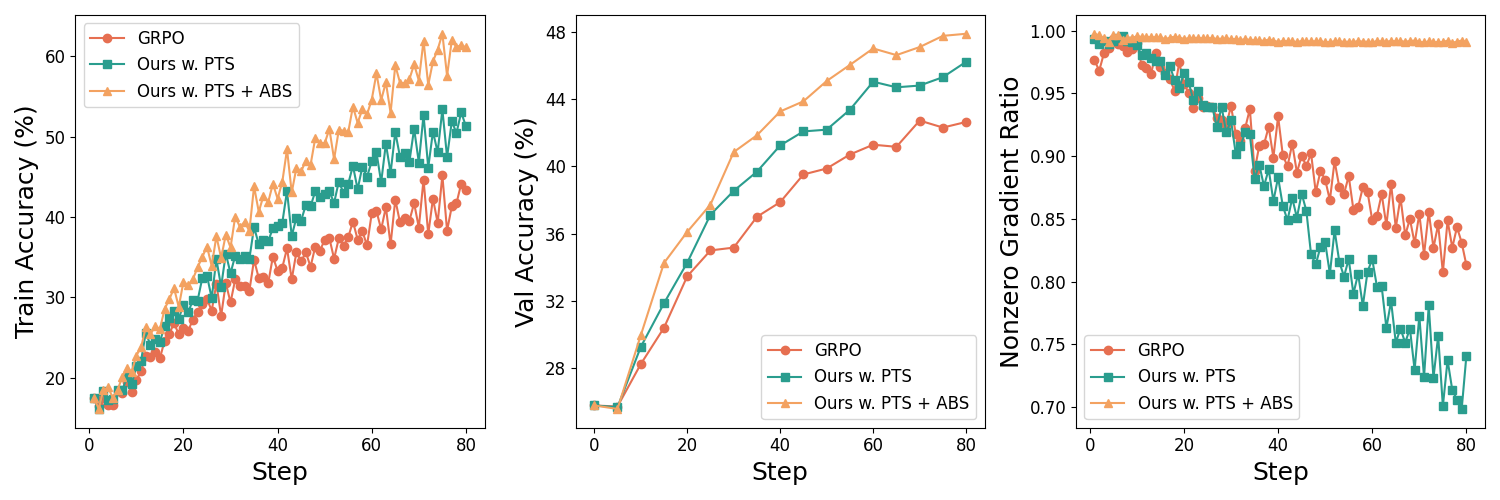 Train Accuracy (%)
60
50
40
30
20
GRPO
Ours w. PTS
Ours w. PTS + ABS
0
20
40
60
80
Step
Val Accuracy (%)
48
44
40
36
32
28
GRPO
Ours w. PTS
Ours w. PTS + ABS
0
20
40
60
80
Step
Nonzero Gradient Ratio
1.00
0.95
0.90
0.85
0.80
0.75
0.70
GRPO
Ours w. PTS
Ours w. PTS + ABS
0
20
40
60
80
Step